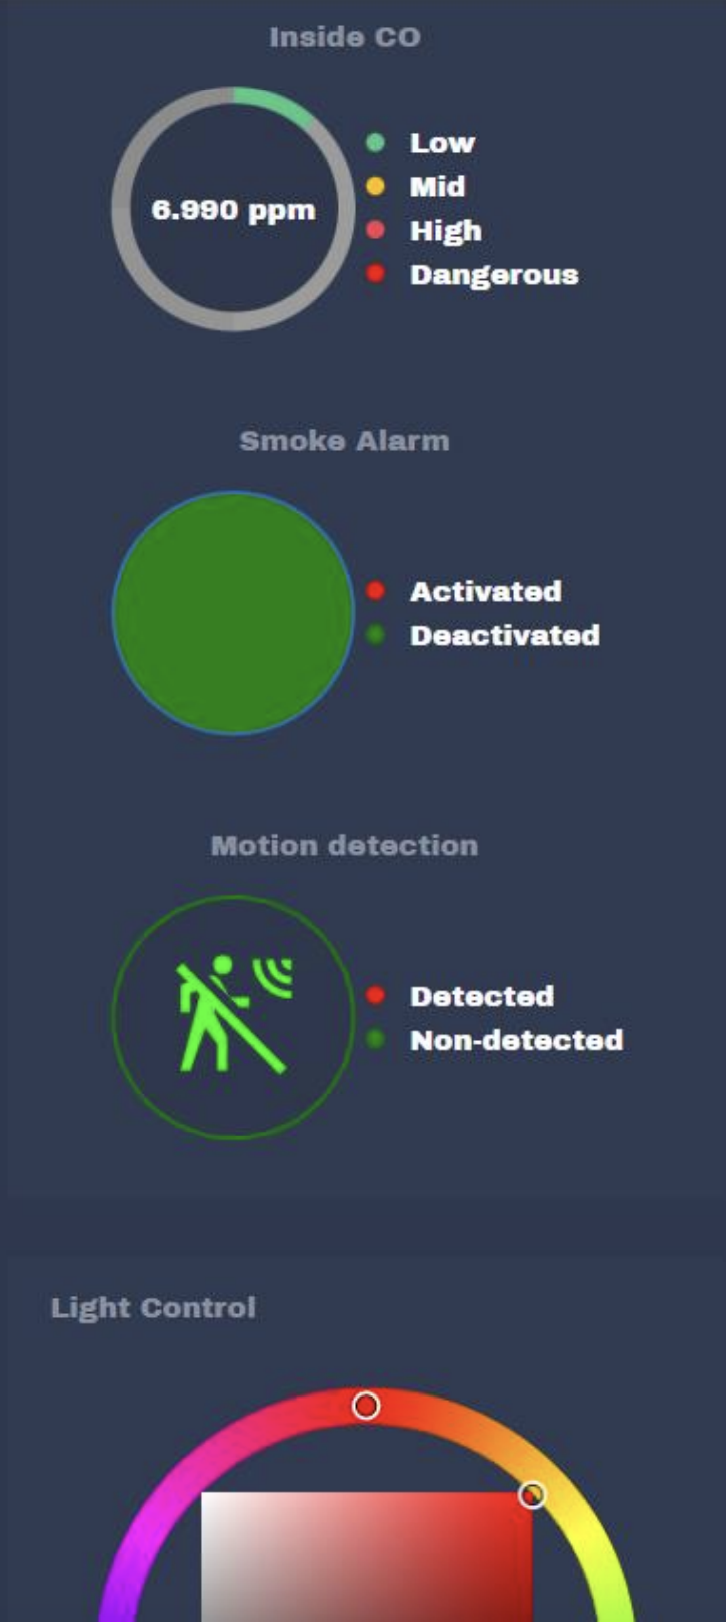 Inside CO
6.990 ppm
Low
Mid
High
Dangerous
Smoke Alarm
Activated
Deactivated
Motion detection
Detected
Non-detected
Light Control